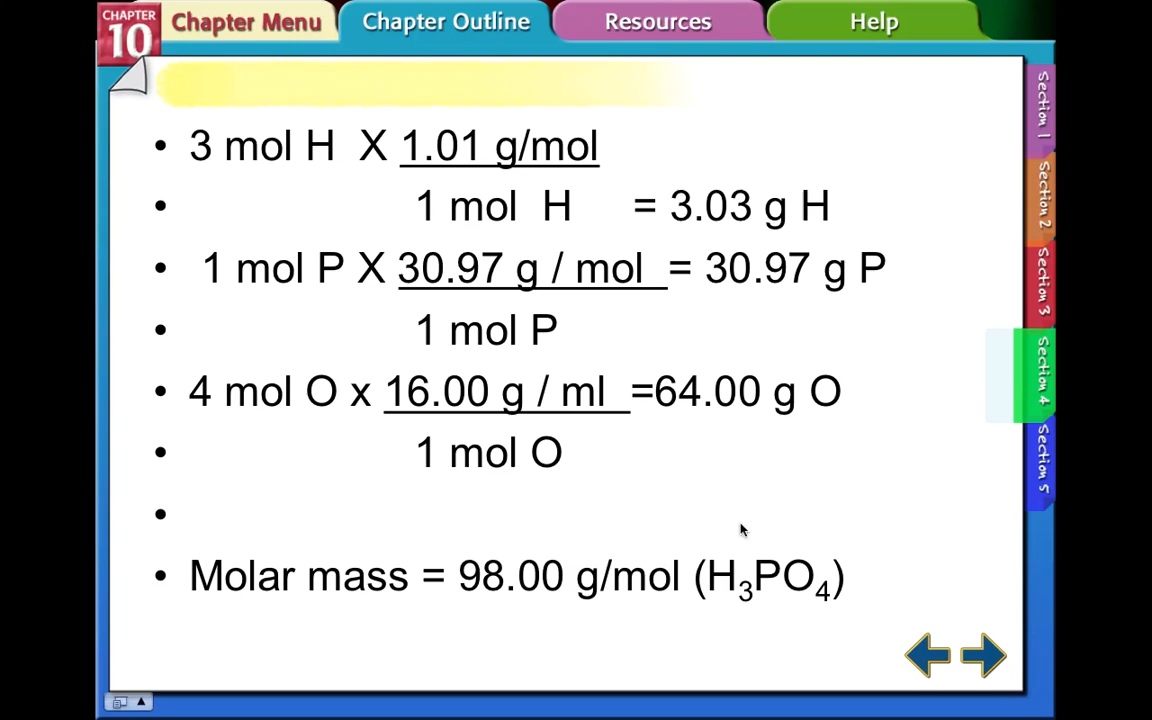 CHAPTER
10
Chapter Menu
Chapter Outline
Resources
Help
• 3 mol H X 1.01 g/mol
• 1 mol H = 3.03 g H
• 1 mol P X 30.97 g / mol = 30.97 g P
• 1 mol P
• 4 mol O x 16.00 g / ml =64.00 g O
• 1 mol O
•
• Molar mass = 98.00 g/mol (H₃PO₄)
Section 1
Section 2
Section 3
Section 4
Section 5